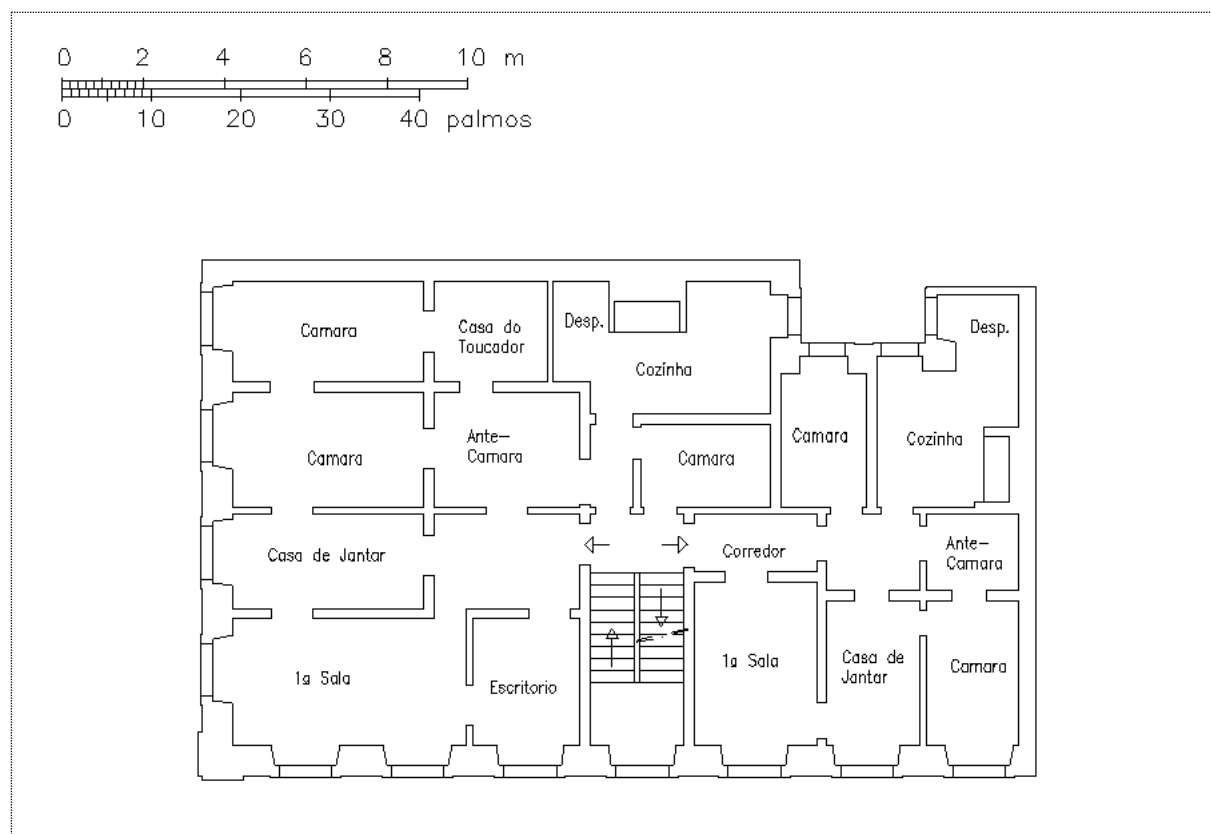 0 2 4 6 8 10 m
0 10 20 30 40 palmos
Camara
Casa do
Toucador
Desp.
Cozinha
Desp.
Camara
Ante-
Camara
Camara
Camara
Cozinha
Casa de Jantar
Corredor
Ante-
Camara
1a Sala
Escritorio
1a Sala
Casa de
Jantar
Camara